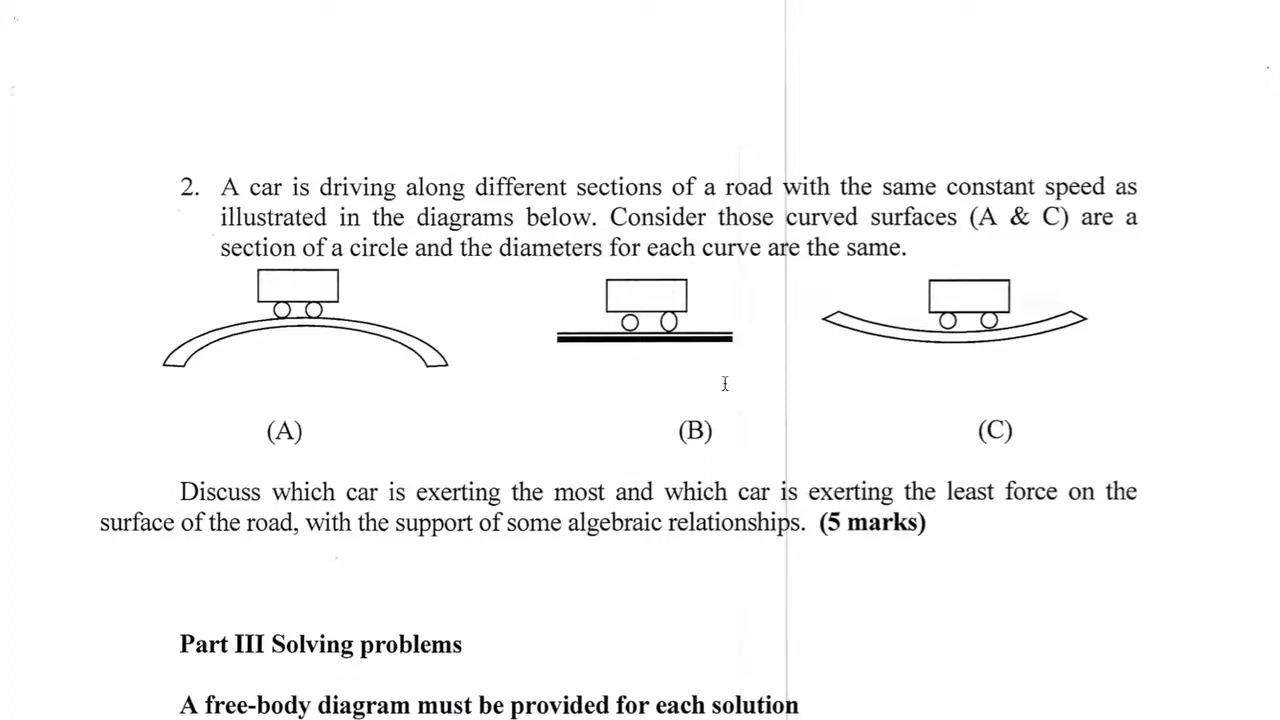 2. A car is driving along different sections of a road with the same constant speed as
illustrated in the diagrams below. Consider those curved surfaces (A & C) are a
section of a circle and the diameters for each curve are the same.
(A) (B) (C)
Discuss which car is exerting the most and which car is exerting the least force on the
surface of the road, with the support of some algebraic relationships. (5 marks)
Part III Solving problems
A free-body diagram must be provided for each solution